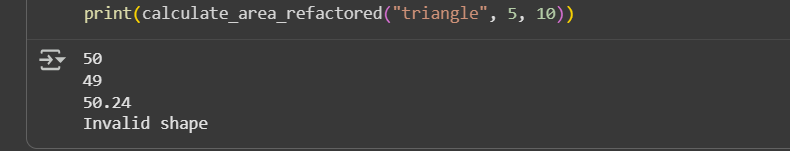 print(calculate_area_refactored("triangle", 5, 10))
50
49
50.24
Invalid shape